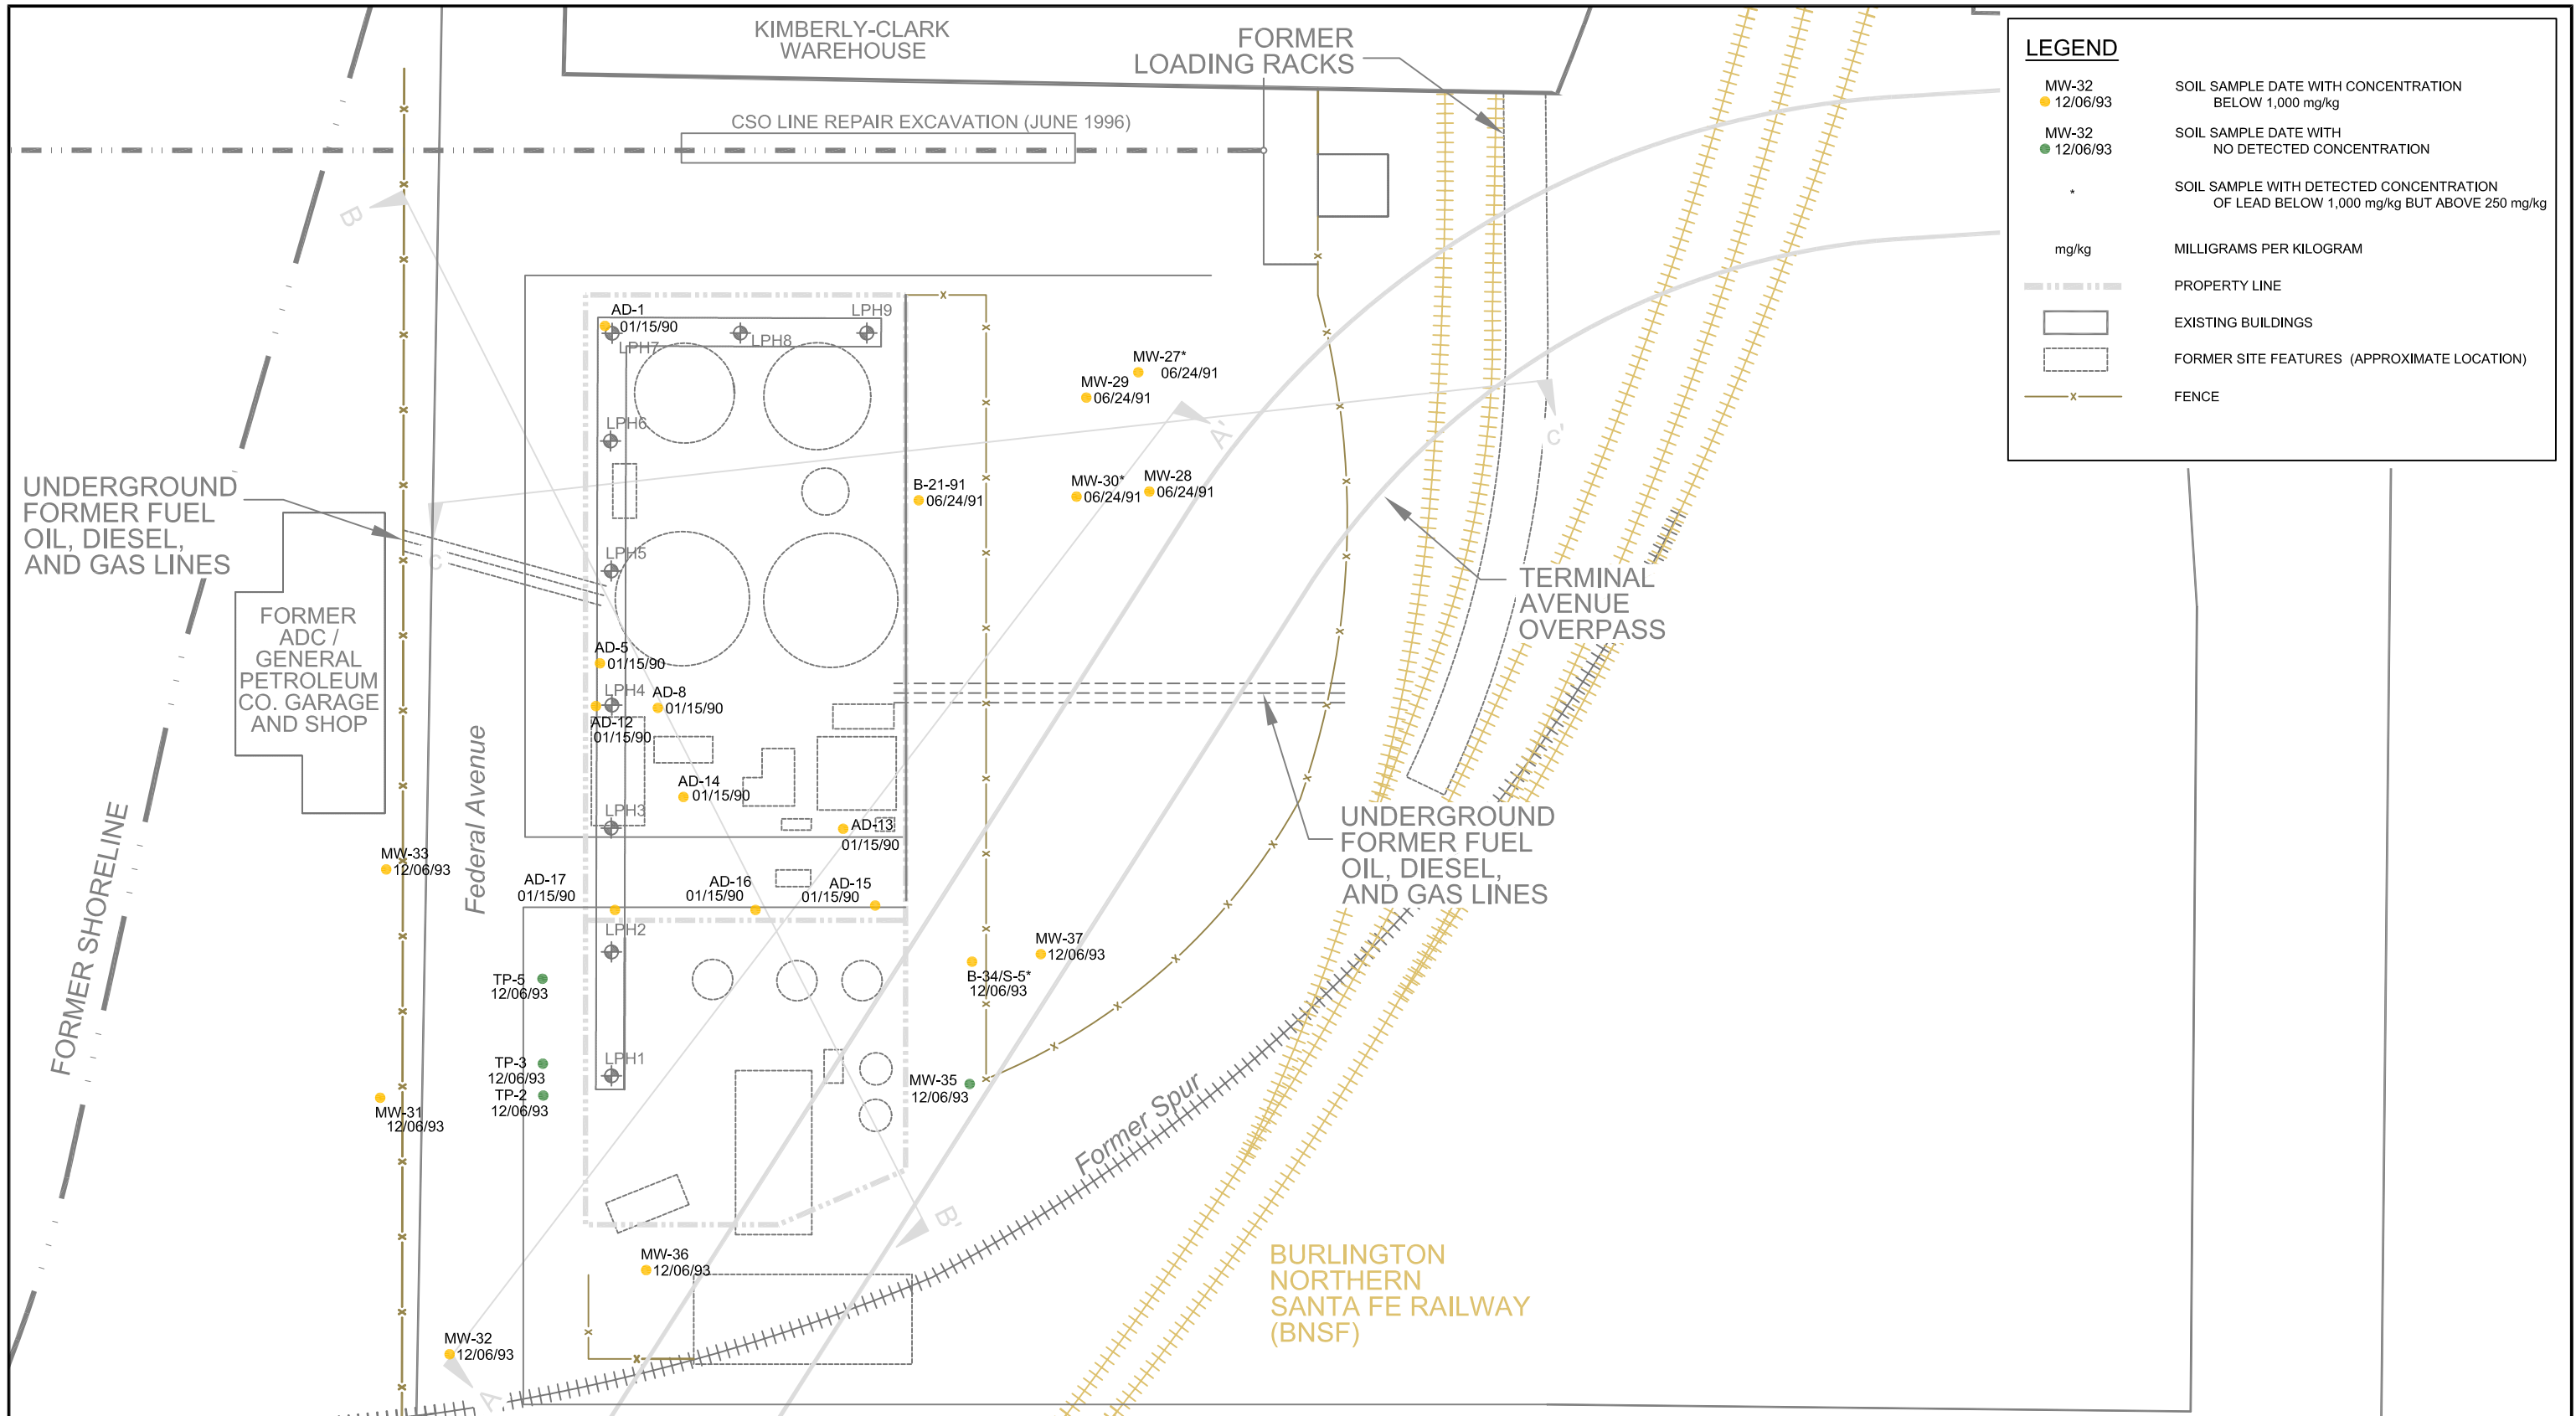 KIMBERLY-CLARK
WAREHOUSE
FORMER
LOADING RACKS
CSO LINE REPAIR EXCAVATION (JUNE 1996)
LEGEND
MW-32
12/06/93
SOIL SAMPLE DATE WITH CONCENTRATION
BELOW 1,000 mg/kg
MW-32
12/06/93
SOIL SAMPLE DATE WITH
NO DETECTED CONCENTRATION
*
SOIL SAMPLE WITH DETECTED CONCENTRATION
OF LEAD BELOW 1,000 mg/kg BUT ABOVE 250 mg/kg
mg/kg
MILLIGRAMS PER KILOGRAM
PROPERTY LINE
EXISTING BUILDINGS
FORMER SITE FEATURES (APPROXIMATE LOCATION)
X
FENCE
B
AD-1
01/15/90
LPH7
LPH8
LPH9
MW-27*
06/24/91
MW-29
06/24/91
LPH6
A'
C'
UNDERGROUND
FORMER FUEL
OIL, DIESEL,
AND GAS LINES
B-21-91
06/24/91
MW-30*
06/24/91
MW-28
06/24/91
C
LPH5
TERMINAL
AVENUE
OVERPASS
FORMER
ADC /
GENERAL
PETROLEUM
CO. GARAGE
AND SHOP
AD-5
01/15/90
LPH4
AD-8
01/15/90
AD-12
01/15/90
Federal Avenue
AD-14
01/15/90
LPH3
AD-13
01/15/90
UNDERGROUND
FORMER FUEL
OIL, DIESEL,
AND GAS LINES
MW-33
12/06/93
FORMER SHORELINE
AD-17
01/15/90
AD-16
01/15/90
AD-15
01/15/90
LPH2
MW-37
12/06/93
B-34/S-5*
12/06/93
TP-5
12/06/93
TP-3
12/06/93
LPH1
TP-2
12/06/93
MW-35
12/06/93
MW-31
12/06/93
Former Spur
B'
MW-36
12/06/93
BURLINGTON
NORTHERN
SANTA FE RAILWAY
(BNSF)
MW-32
12/06/93
A